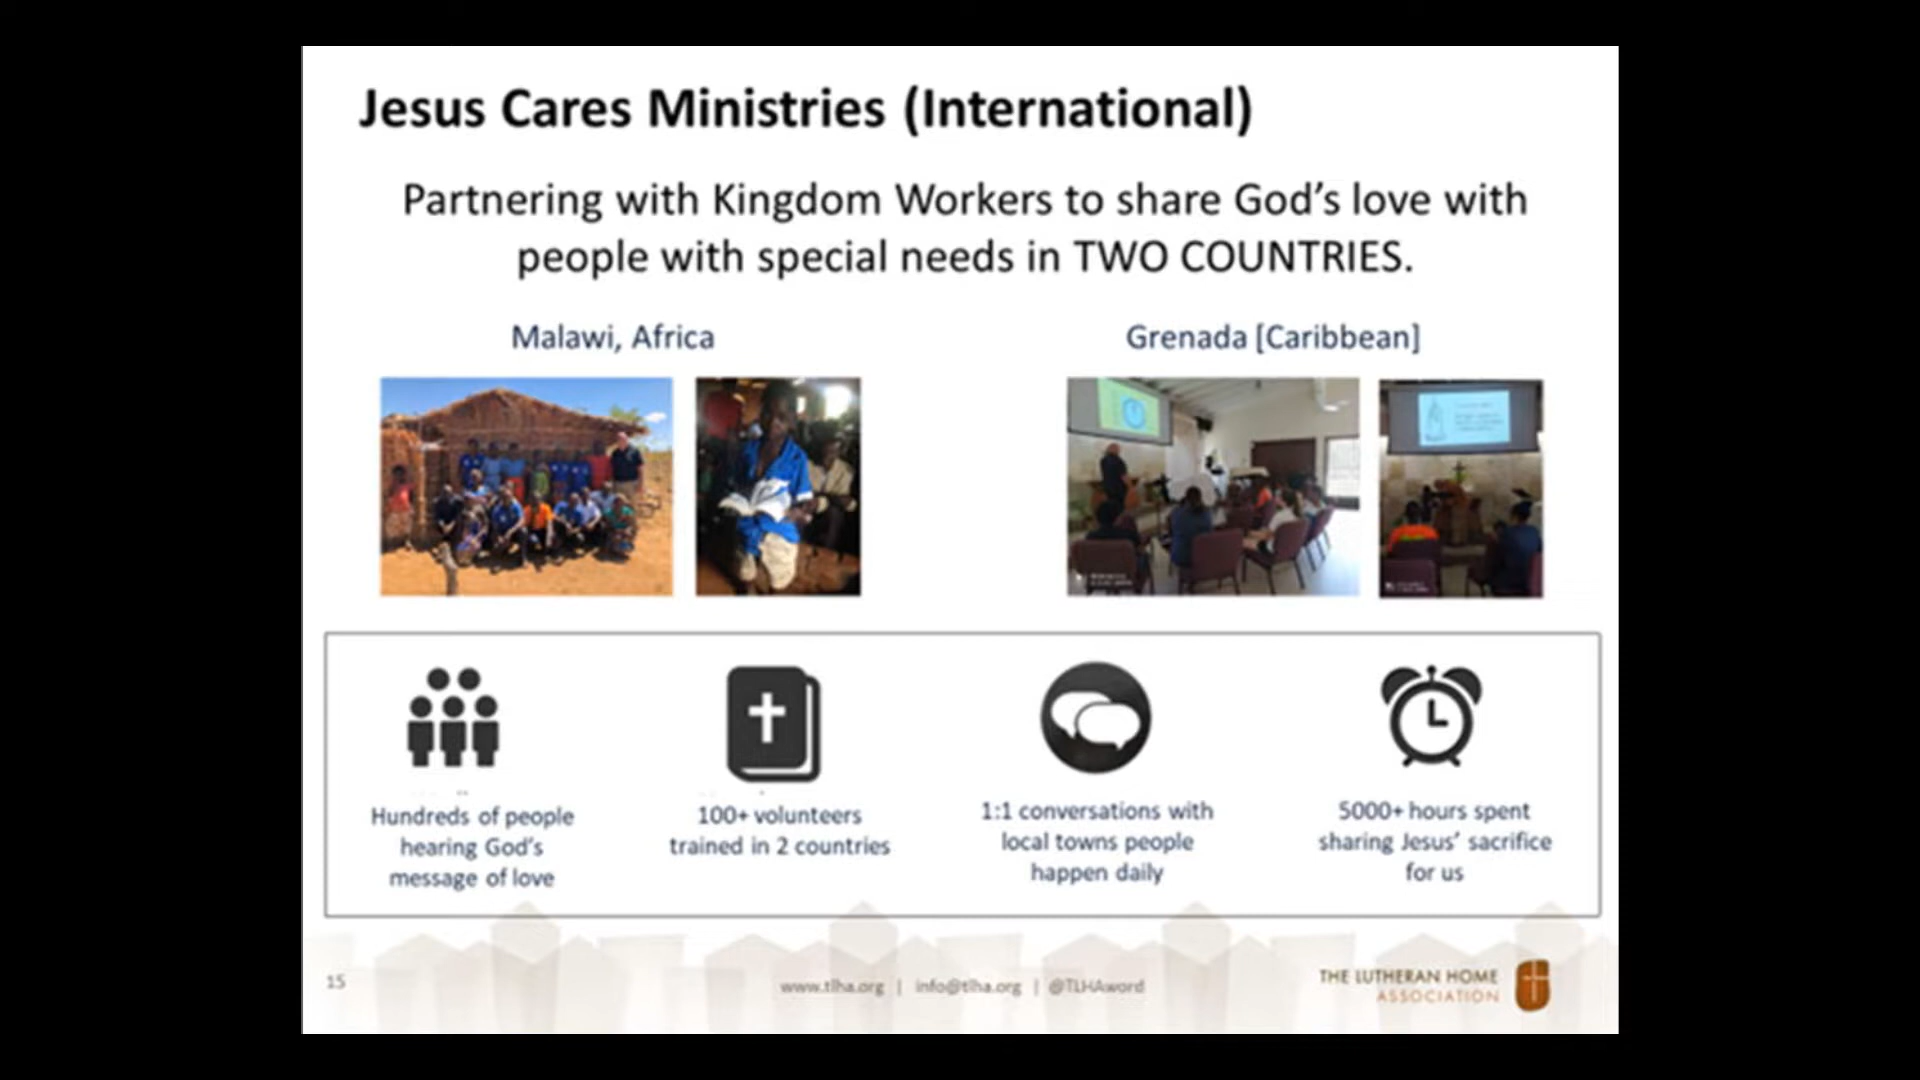 Jesus Cares Ministries (International)
Partnering with Kingdom Workers to share God's love with
people with special needs in TWO COUNTRIES.
Malawi, Africa
Grenada [Caribbean]
Hundreds of people
hearing God's
message of love
100+ volunteers
trained in 2 countries
1:1 conversations with
local towns people
happen daily
5000+ hours spent
sharing Jesus' sacrifice
for us
15
www.tlha.org | info@tlha.org | @TLHAword
THE LUTHERAN HOME
ASSOCIATION